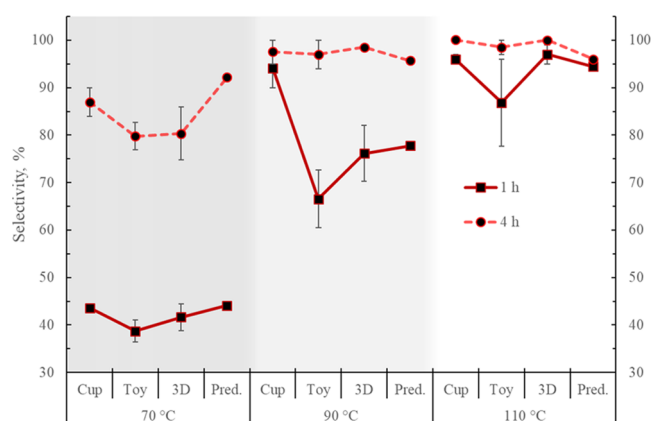 100 100
90 90
80 80
70 70
60 60
50 50
40 40
30 30
Selectivity, %
1 h
4 h
Cup Toy 3D Pred. Cup Toy 3D Pred. Cup Toy 3D Pred.
70 °C 90 °C 110 °C